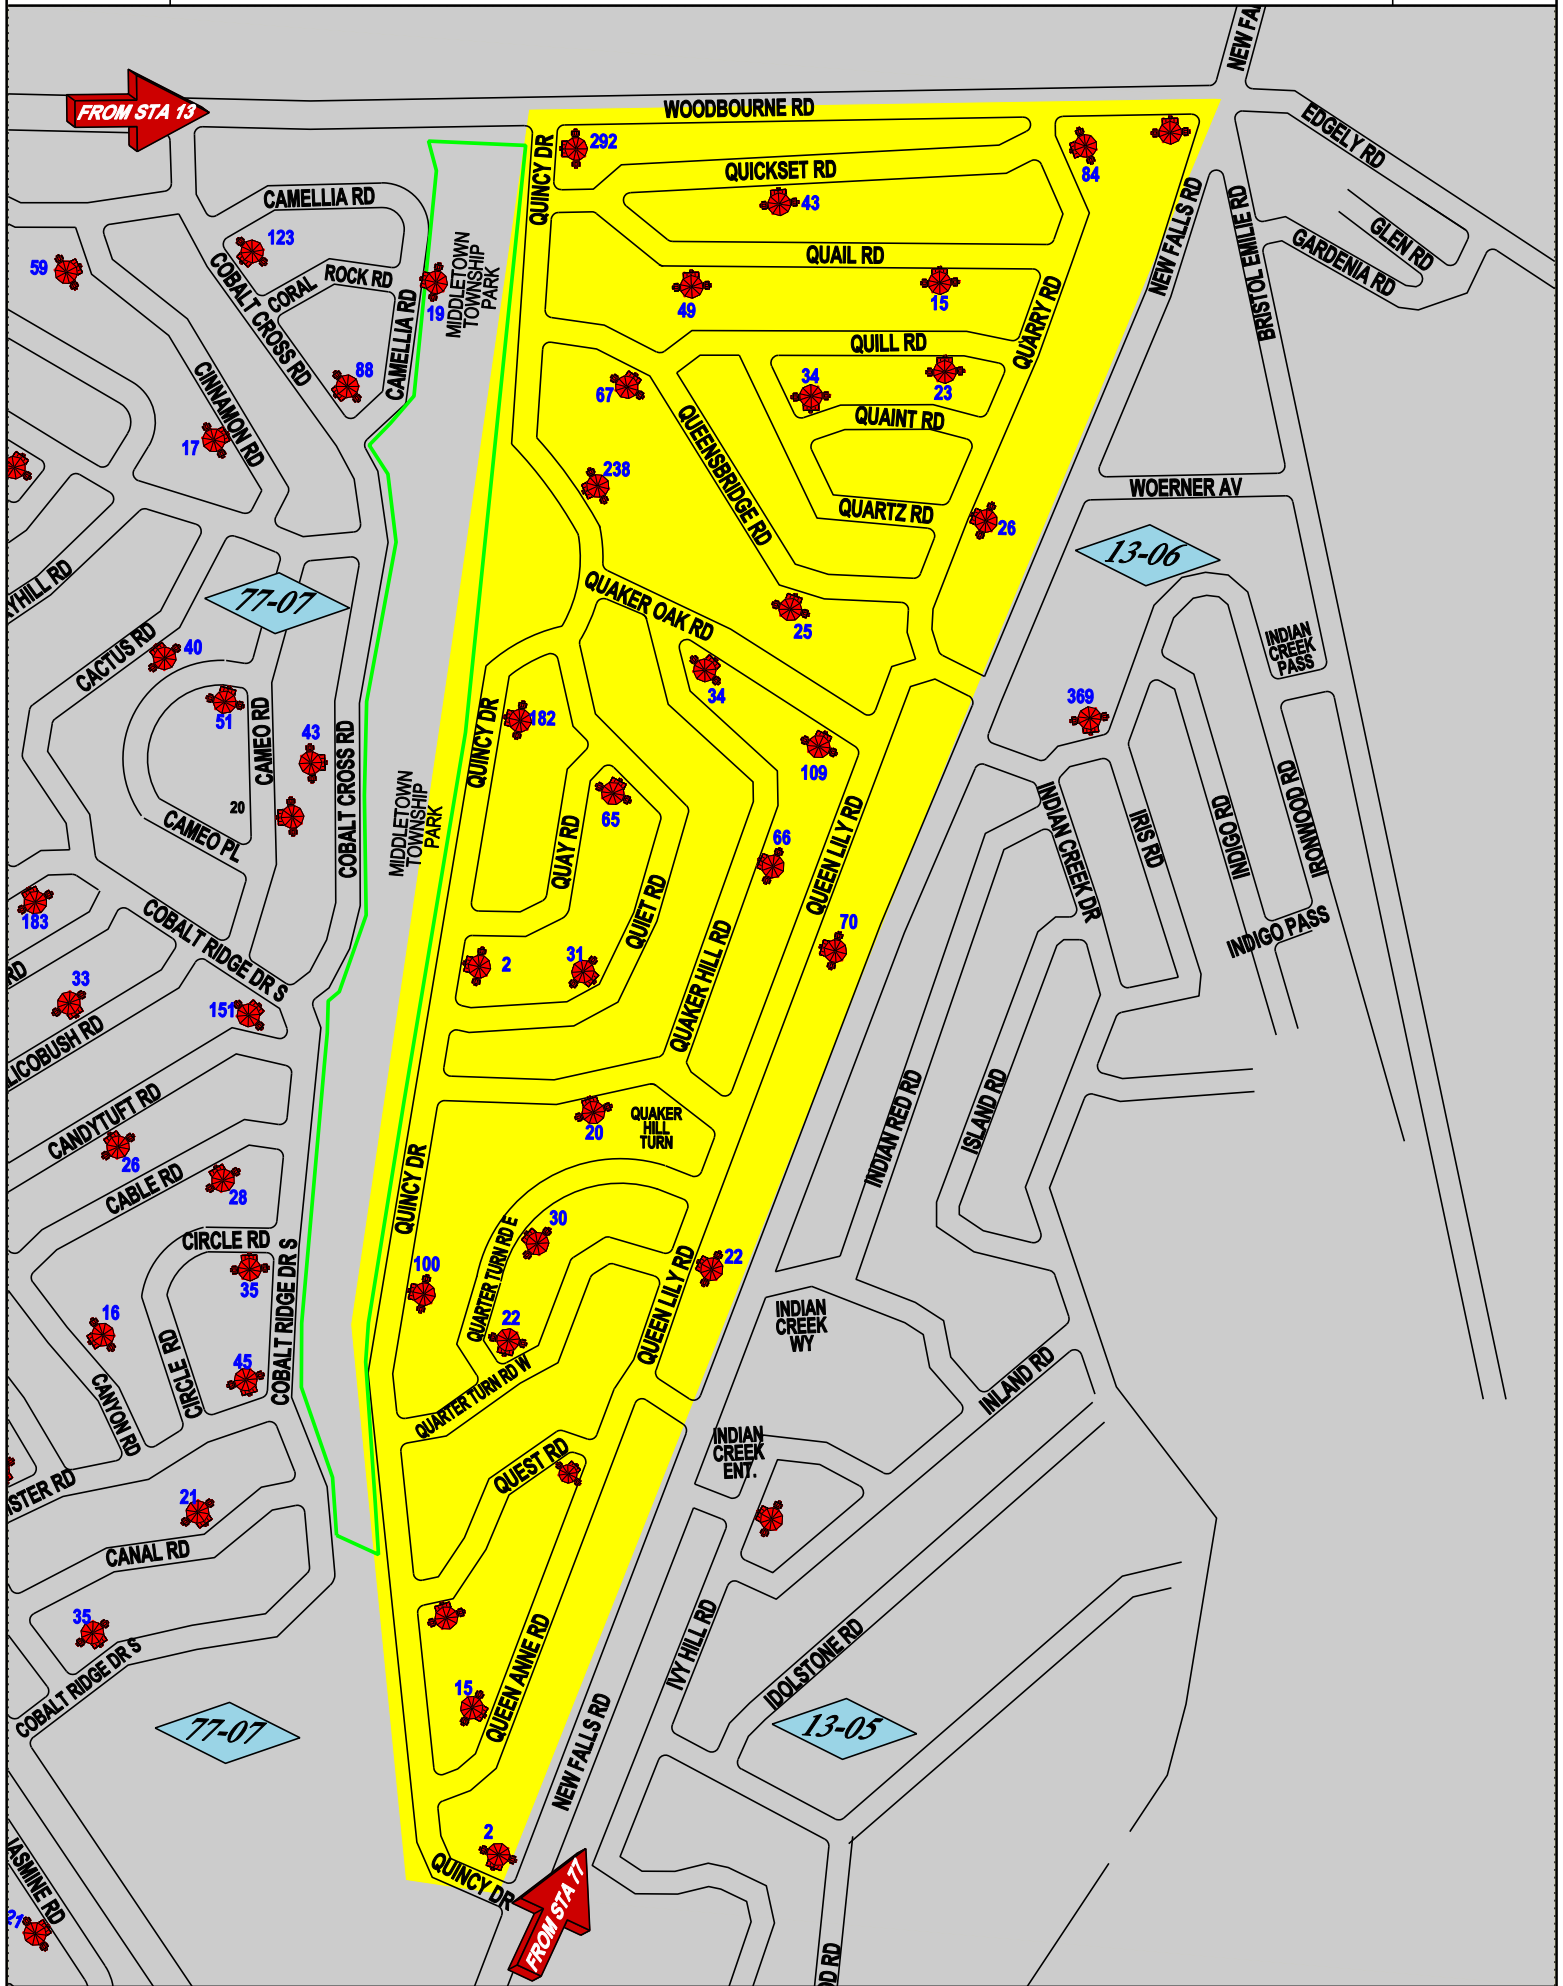 NEW FA
FROM STA 13
WOODBOURNE RD
EDGELY RD
QUINCY DR
292
QUICKSET RD
84
CAMELLIA RD
43
NEW FALLS RD
BRISTOL EMILIE RD
GLEN RD
GARDENIA RD
59
123
COBALT CROSS RD
CORAL
ROCK RD
CAMELLIA RD
19
MIDDLETOWN
TOWNSHIP
PARK
QUAIL RD
49
15
QUARRY RD
QUILL RD
88
CINNAMON RD
17
67
34
23
QUAINT RD
QUEENSBRIDGE RD
238
QUARTZ RD
26
WOERNER AV
13-06
YHILL RD
77-07
QUAKER OAK RD
25
INDIAN
CREEK
PASS
CACTUS RD
40
34
51
43
CAMEO RD
COBALT CROSS RD
182
QUINCY DR
369
109
20
CAMEO PL
MIDDLETOWN
TOWNSHIP
PARK
65
QUAY RD
66
QUEEN LILY RD
INDIAN CREEK DR
IRIS RD
INDIGO RD
IRONWOOD RD
183
COBALT RIDGE DR S
QUIET RD
70
INDIGO PASS
RD
33
151
2
31
QUAKER HILL RD
LICOBUSH RD
CANDYTUFT RD
26
20
QUAKER
HILL
TURN
INDIAN RED RD
ISLAND RD
CABLE RD
28
QUINCY DR
CIRCLE RD
35
COBALT RIDGE DR S
30
QUARTER TURN RD E
100
22
QUEEN LILY RD
16
22
INDIAN
CREEK
WY
CIRCLE RD
45
CANYON RD
QUARTER TURN RD W
INLAND RD
INDIAN
CREEK
ENT.
QUEST RD
ISTER RD
21
CANAL RD
35
COBALT RIDGE DR S
QUEEN ANNE RD
IVY HILL RD
IDOLSTONE RD
15
77-07
13-05
NEW FALLS RD
2
QUINCY DR
JASMINE RD
21
FROM STA 77
OD RD